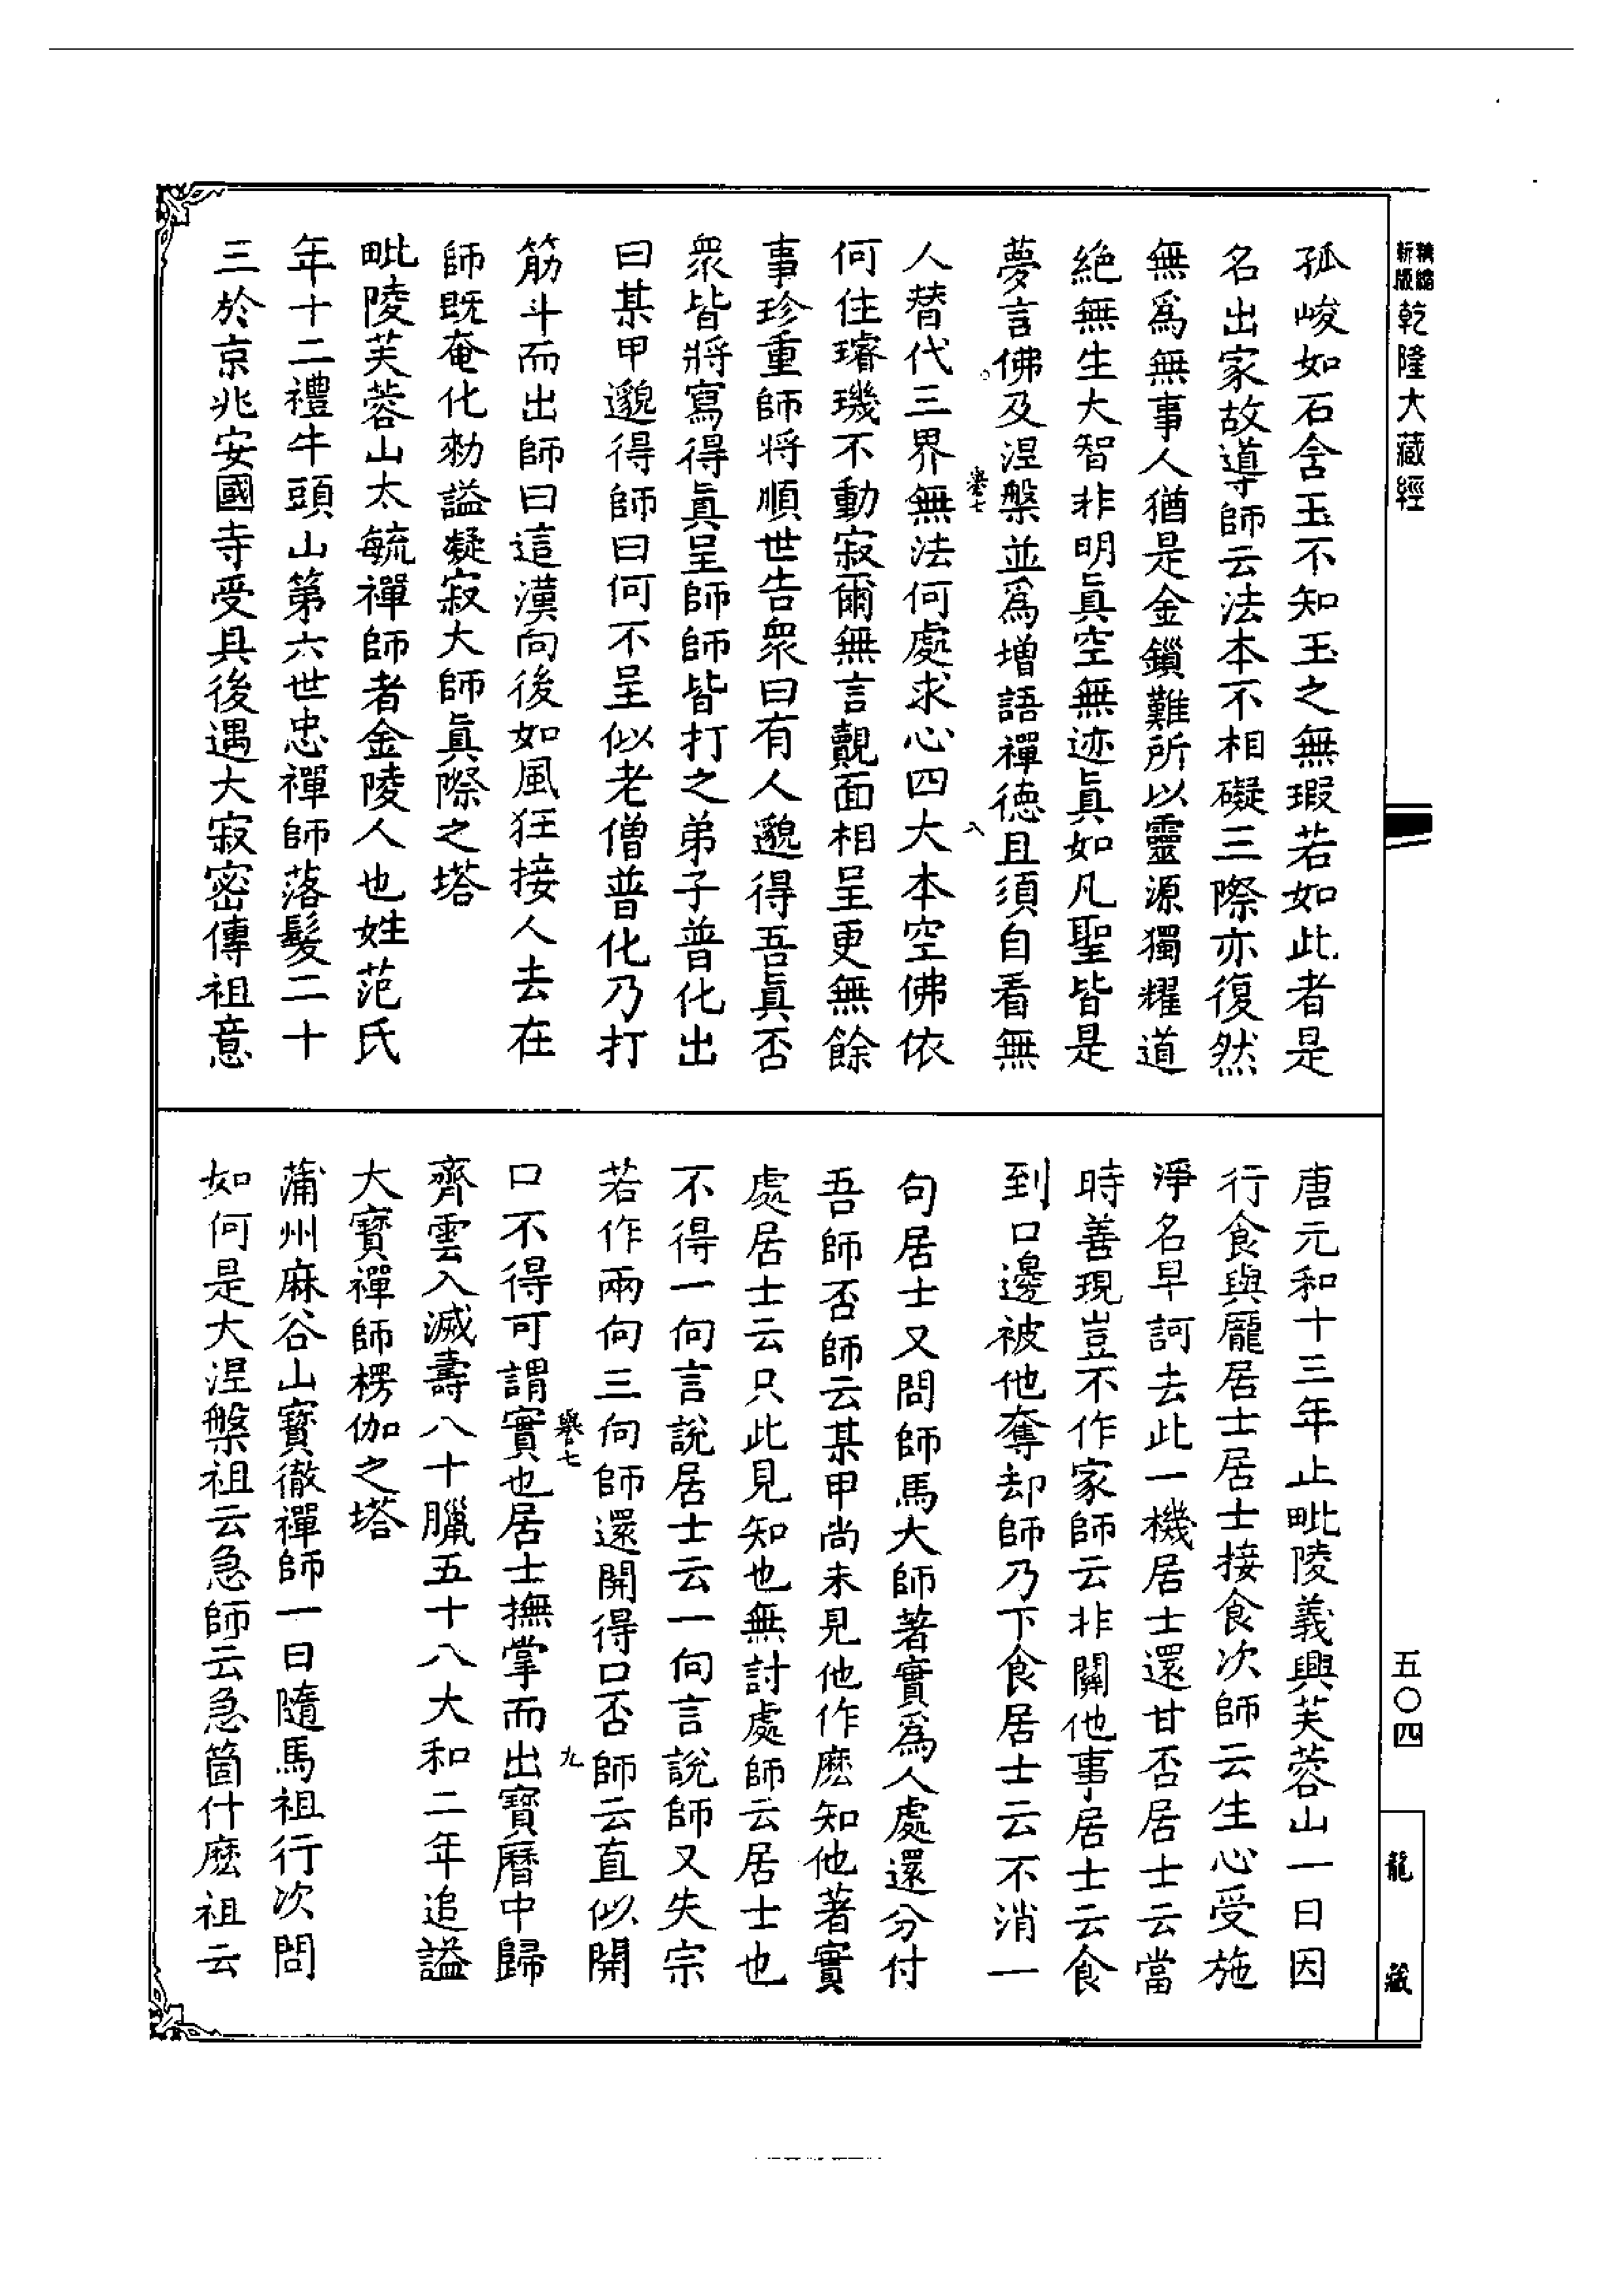 精縮新版乾隆大藏經
孤峻如石含玉不知玉之無瑕若如此者是
名出家故導師云法本不相礙三際亦復然
無爲無事人猶是金鎖難所以靈源獨耀道
絶無生大智非明眞空無迹眞如凡聖皆是
夢言佛及涅槃並爲增語禪德且須自看無
人替代三界無法何處求心四大本空佛依
何住璿璣不動寂爾無言覿面相呈更無餘
事珍重師將順世告衆曰有人邈得吾眞否
衆皆將寫得眞呈師師皆打之弟子普化出
曰某甲邈得師曰何不呈似老僧普化乃打
筋斗而出師曰這漢向後如風狂接人去在
師既奄化勑謚凝寂大師眞際之塔
毗陵芙蓉山太毓禪師者金陵人也姓范氏
年十二禮牛頭山第六世忠禪師落髮二十
三於京兆安國寺受具後遇大寂密傳祖意
唐元和十三年止毗陵義興芙蓉山一日因
行食與龐居士居士接食次師云生心受施
淨名早訶去此一機居士還甘否居士云當
時善現豈不作家師云非關他事居士云食
到口邊被他奪却師乃下食居士云不消一
句居士又問師馬大師著實爲人處還分付
吾師否師云某甲尚未見他作麽知他著實
處居士云只此見知也無討處師云居士也
不得一向言說居士云一向言說師又失宗
若作兩向三向師還開得口否師云直似開
口不得可謂實也居士撫掌而出寶曆中歸
齊雲入滅壽八十臘五十八大和二年追謚
大寶禪師楞伽之塔
蒲州麻谷山寶徹禪師一日隨馬祖行次問
如何是大涅槃祖云急師云急箇什麽祖云
五〇四
龍藏
八
九